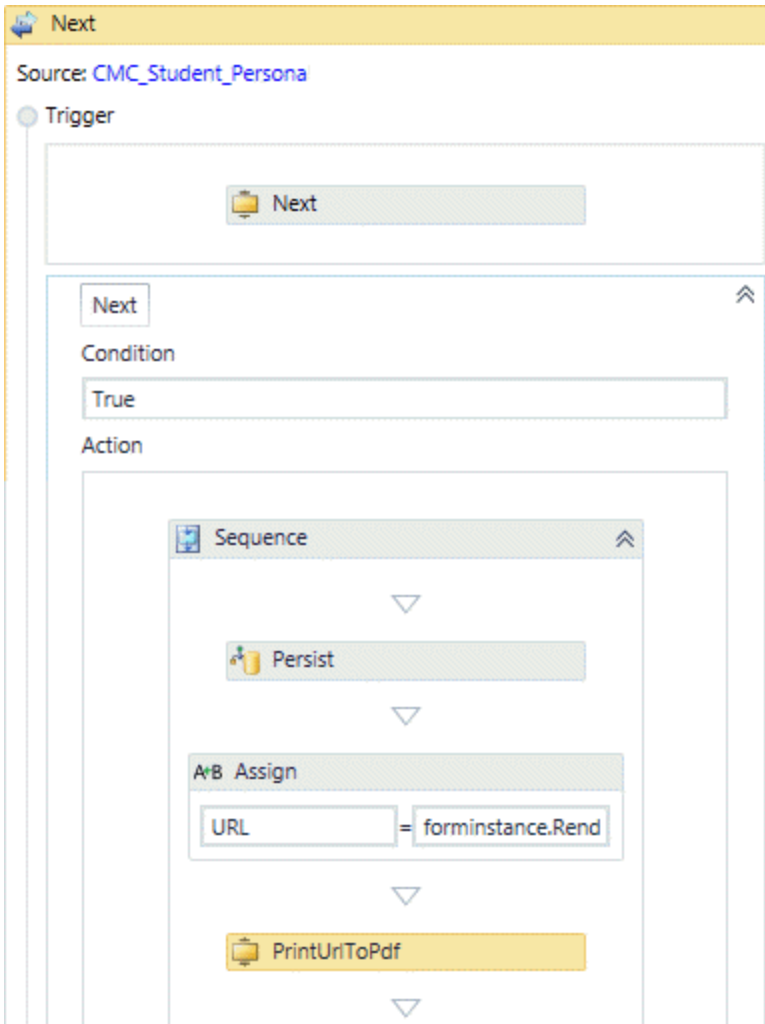 Next
Source: CMC_Student_Persona
Trigger
Next
Next
Condition
True
Action
Sequence
Persist
A+B Assign
URL = forminstance.Rend
PrintUrlToPdf